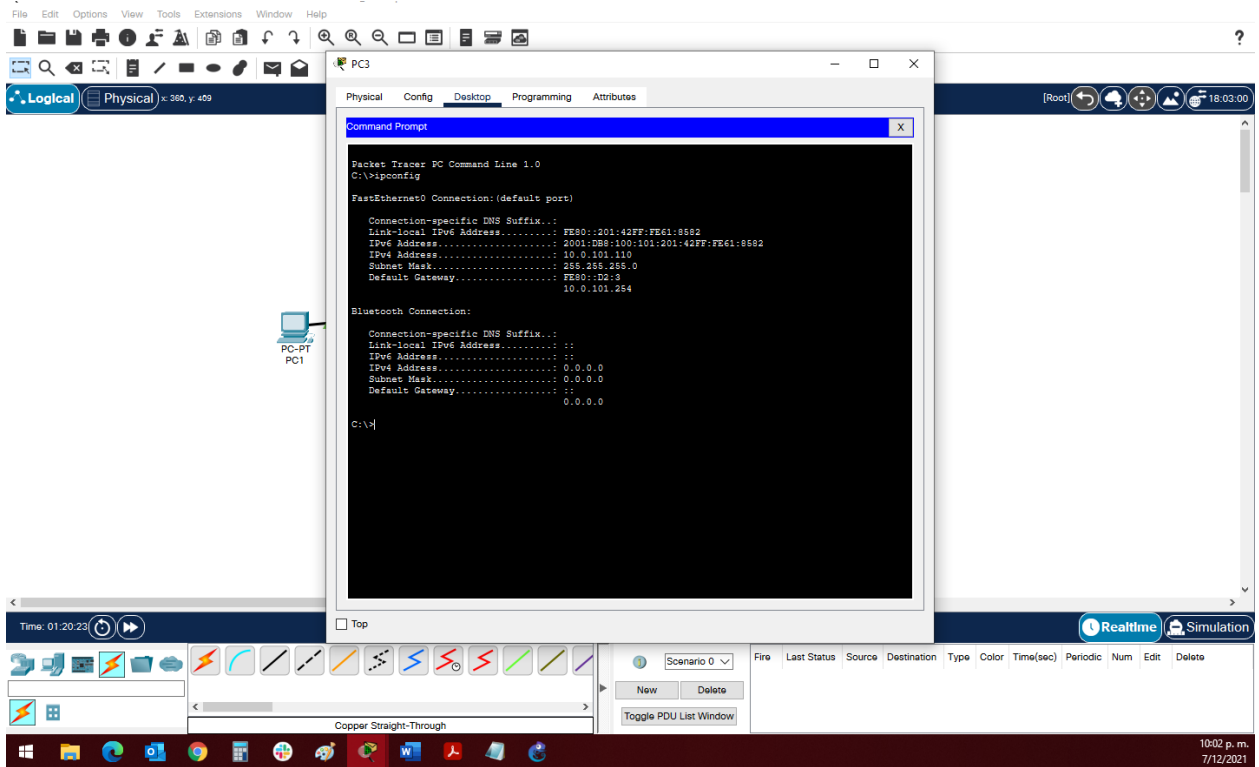 File Edit Options View Tools Extensions Window Help
?
PC3
Logical Physical x: 360, y: 409
[Root] 18:03:00
Physical Config Desktop Programming Attributes
Command Prompt X
Packet Tracer PC Command Line 1.0
C:\>ipconfig
FastEthernet0 Connection:(default port)
Connection-specific DNS Suffix..:
Link-local IPv6 Address.........: FE80::201:42FF:FE61:8582
IPv6 Address....................: 2001:DB8:100:101:201:42FF:FE61:8582
IPv4 Address....................: 10.0.101.110
Subnet Mask.....................: 255.255.255.0
Default Gateway.................: FE80::D2:3
10.0.101.254
Bluetooth Connection:
Connection-specific DNS Suffix..:
Link-local IPv6 Address.........: ::
IPv6 Address....................: ::
IPv4 Address....................: 0.0.0.0
Subnet Mask.....................: 0.0.0.0
Default Gateway.................: ::
0.0.0.0
C:\>
PC-PT
PC1
Top
Time: 01:20:23
Realtime Simulation
Scenario 0
Fire Last Status Source Destination Type Color Time(sec) Periodic Num Edit Delete
New Delete
Toggle PDU List Window
Copper Straight-Through
10:02 p. m.
7/12/2021